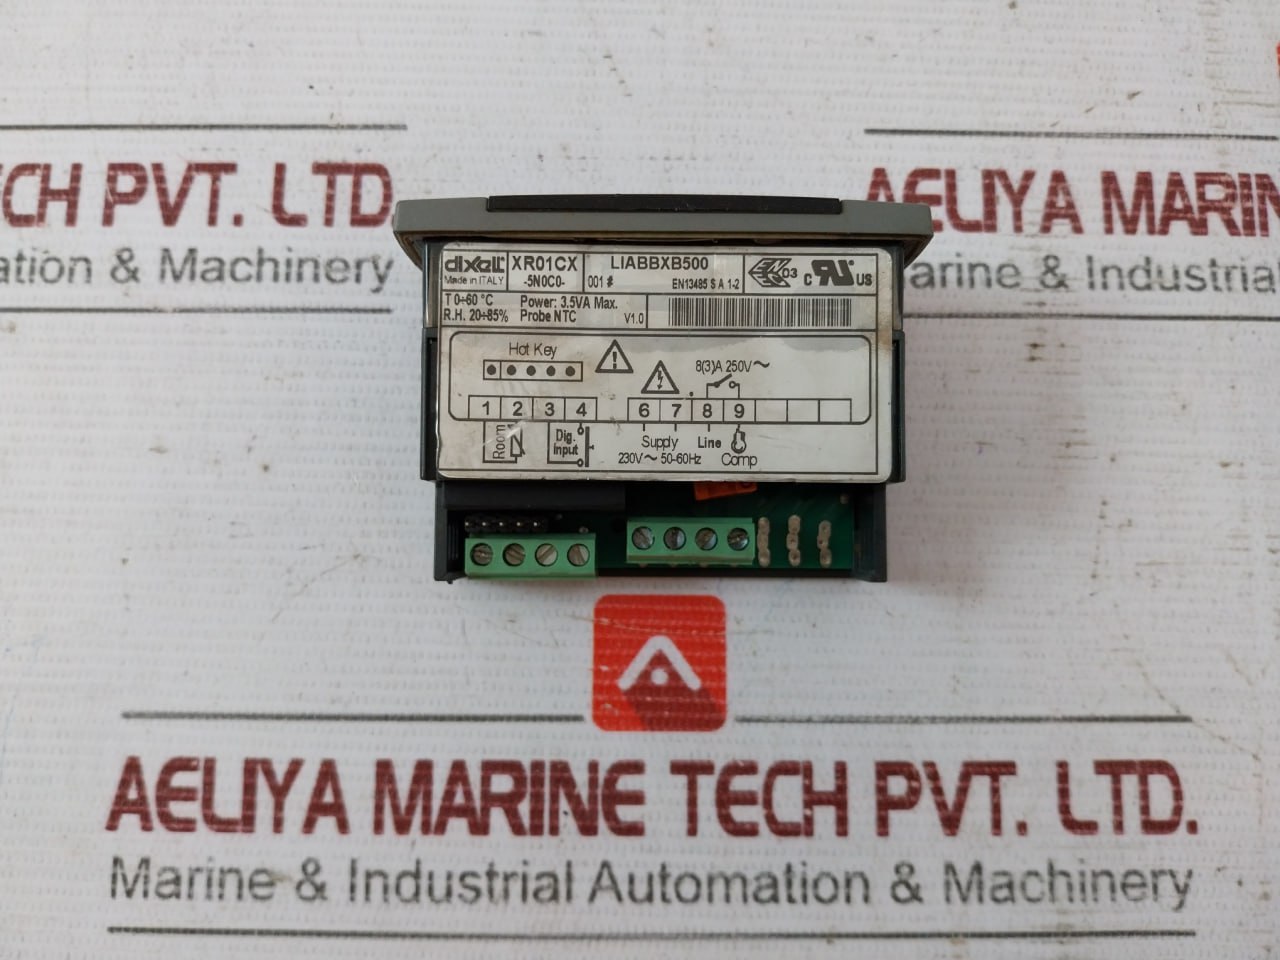 CH PVT. LTD.
ation & Machinery
AELIYA MARIN
arine & Industrial
dixell
Made in ITALY
XR01CX
-5N0C0-
LIABBXB500
001 #
EN13485 S A 1-2
EN 03
C UR US
T 0÷60 °C
R.H. 20÷85%
Power: 3.5VA Max.
Probe NTC
V1.0
Hot Key
8(3)A 250V~
1 2 3 4 6 7 8 9
Room
Dig. Input
Supply
230V~ 50-60Hz
Line
Comp
AELIYA MARINE TECH PVT. LTD.
Marine & Industrial Automation & Machinery